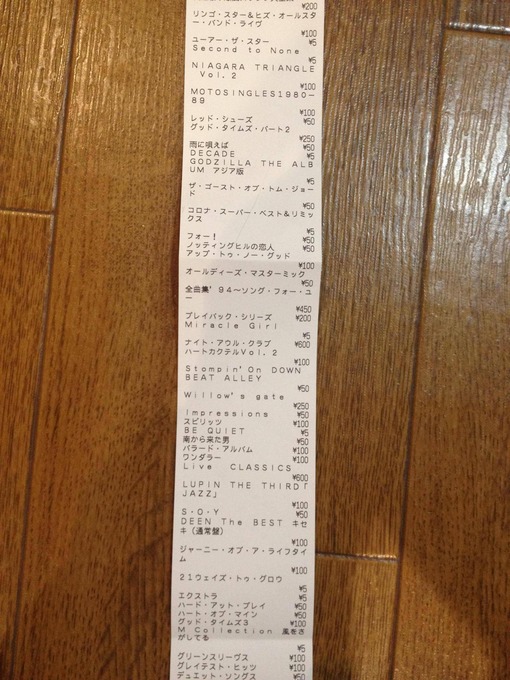 ¥200
リンゴ・スター&ヒズ・オールスタ
ー・バンド・ライヴ
¥100
ユーアー・ザ・スター ¥5
Second to None
¥5
NIAGARA TRIANGLE
Vol.2
¥100
MOTOSINGLES1980-
89
¥100
レッド・シューズ ¥50
グッド・タイムズ・パート2
¥250
雨に唄えば ¥50
DECADE ¥5
GODZILLA THE ALB
UM アジア版
¥5
ザ・ゴースト・オブ・トム・ジョー
ド
¥50
コロナ・スーパー・ベスト&リミッ
クス
¥5
フォー! ¥50
ノッティングヒルの恋人 ¥50
アップ・トゥ・ノー・グッド
¥100
オールディーズ・マスターミック
¥50
全曲集'94〜ソング・フォー・ユ
ー
¥450
プレイバック・シリーズ ¥200
Miracle Girl
¥5
ナイト・アウル・クラブ ¥600
ハートカクテルVol.2
¥100
Stompin'On DOWN
BEAT ALLEY
¥50
Willow's gate
¥250
Impressions ¥50
スピリッツ ¥100
BE QUIET ¥5
南から来た男 ¥50
バラード・アルバム ¥100
ワンダラー ¥100
Live CLASSICS
¥600
LUPIN THE THIRD「
JAZZ」
¥100
S・O・Y ¥50
DEEN The BEST キセ
キ(通常盤)
¥100
ジャーニー・オブ・ア・ライフタイ
ム
¥100
21ウェイズ・トゥ・グロウ
¥5
エクストラ ¥5
ハード・アット・プレイ ¥50
ハート・オブ・マイン ¥50
グッド・タイムズ3 ¥100
M Collection 風をさ
がしてる
¥5
グリーンスリーヴス ¥100
グレイテスト・ヒッツ ¥100
デュエット・ソングス ¥50